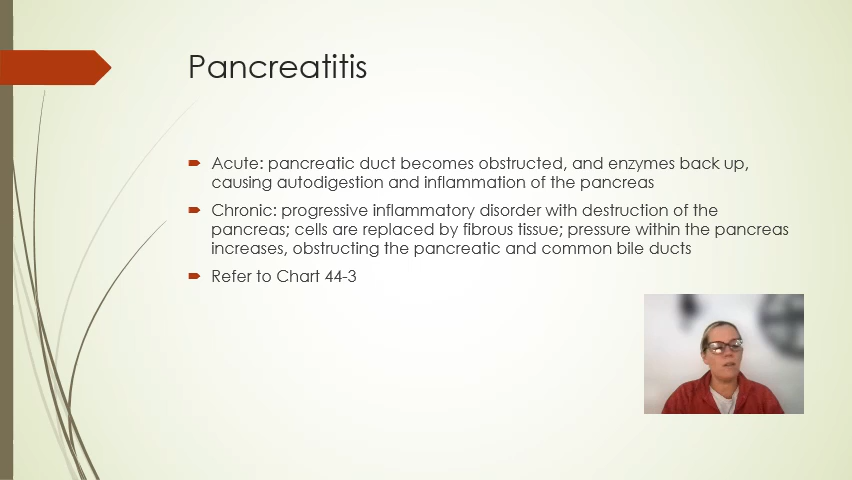 Pancreatitis
Acute: pancreatic duct becomes obstructed, and enzymes back up,
causing autodigestion and inflammation of the pancreas
Chronic: progressive inflammatory disorder with destruction of the
pancreas; cells are replaced by fibrous tissue; pressure within the pancreas
increases, obstructing the pancreatic and common bile ducts
Refer to Chart 44-3